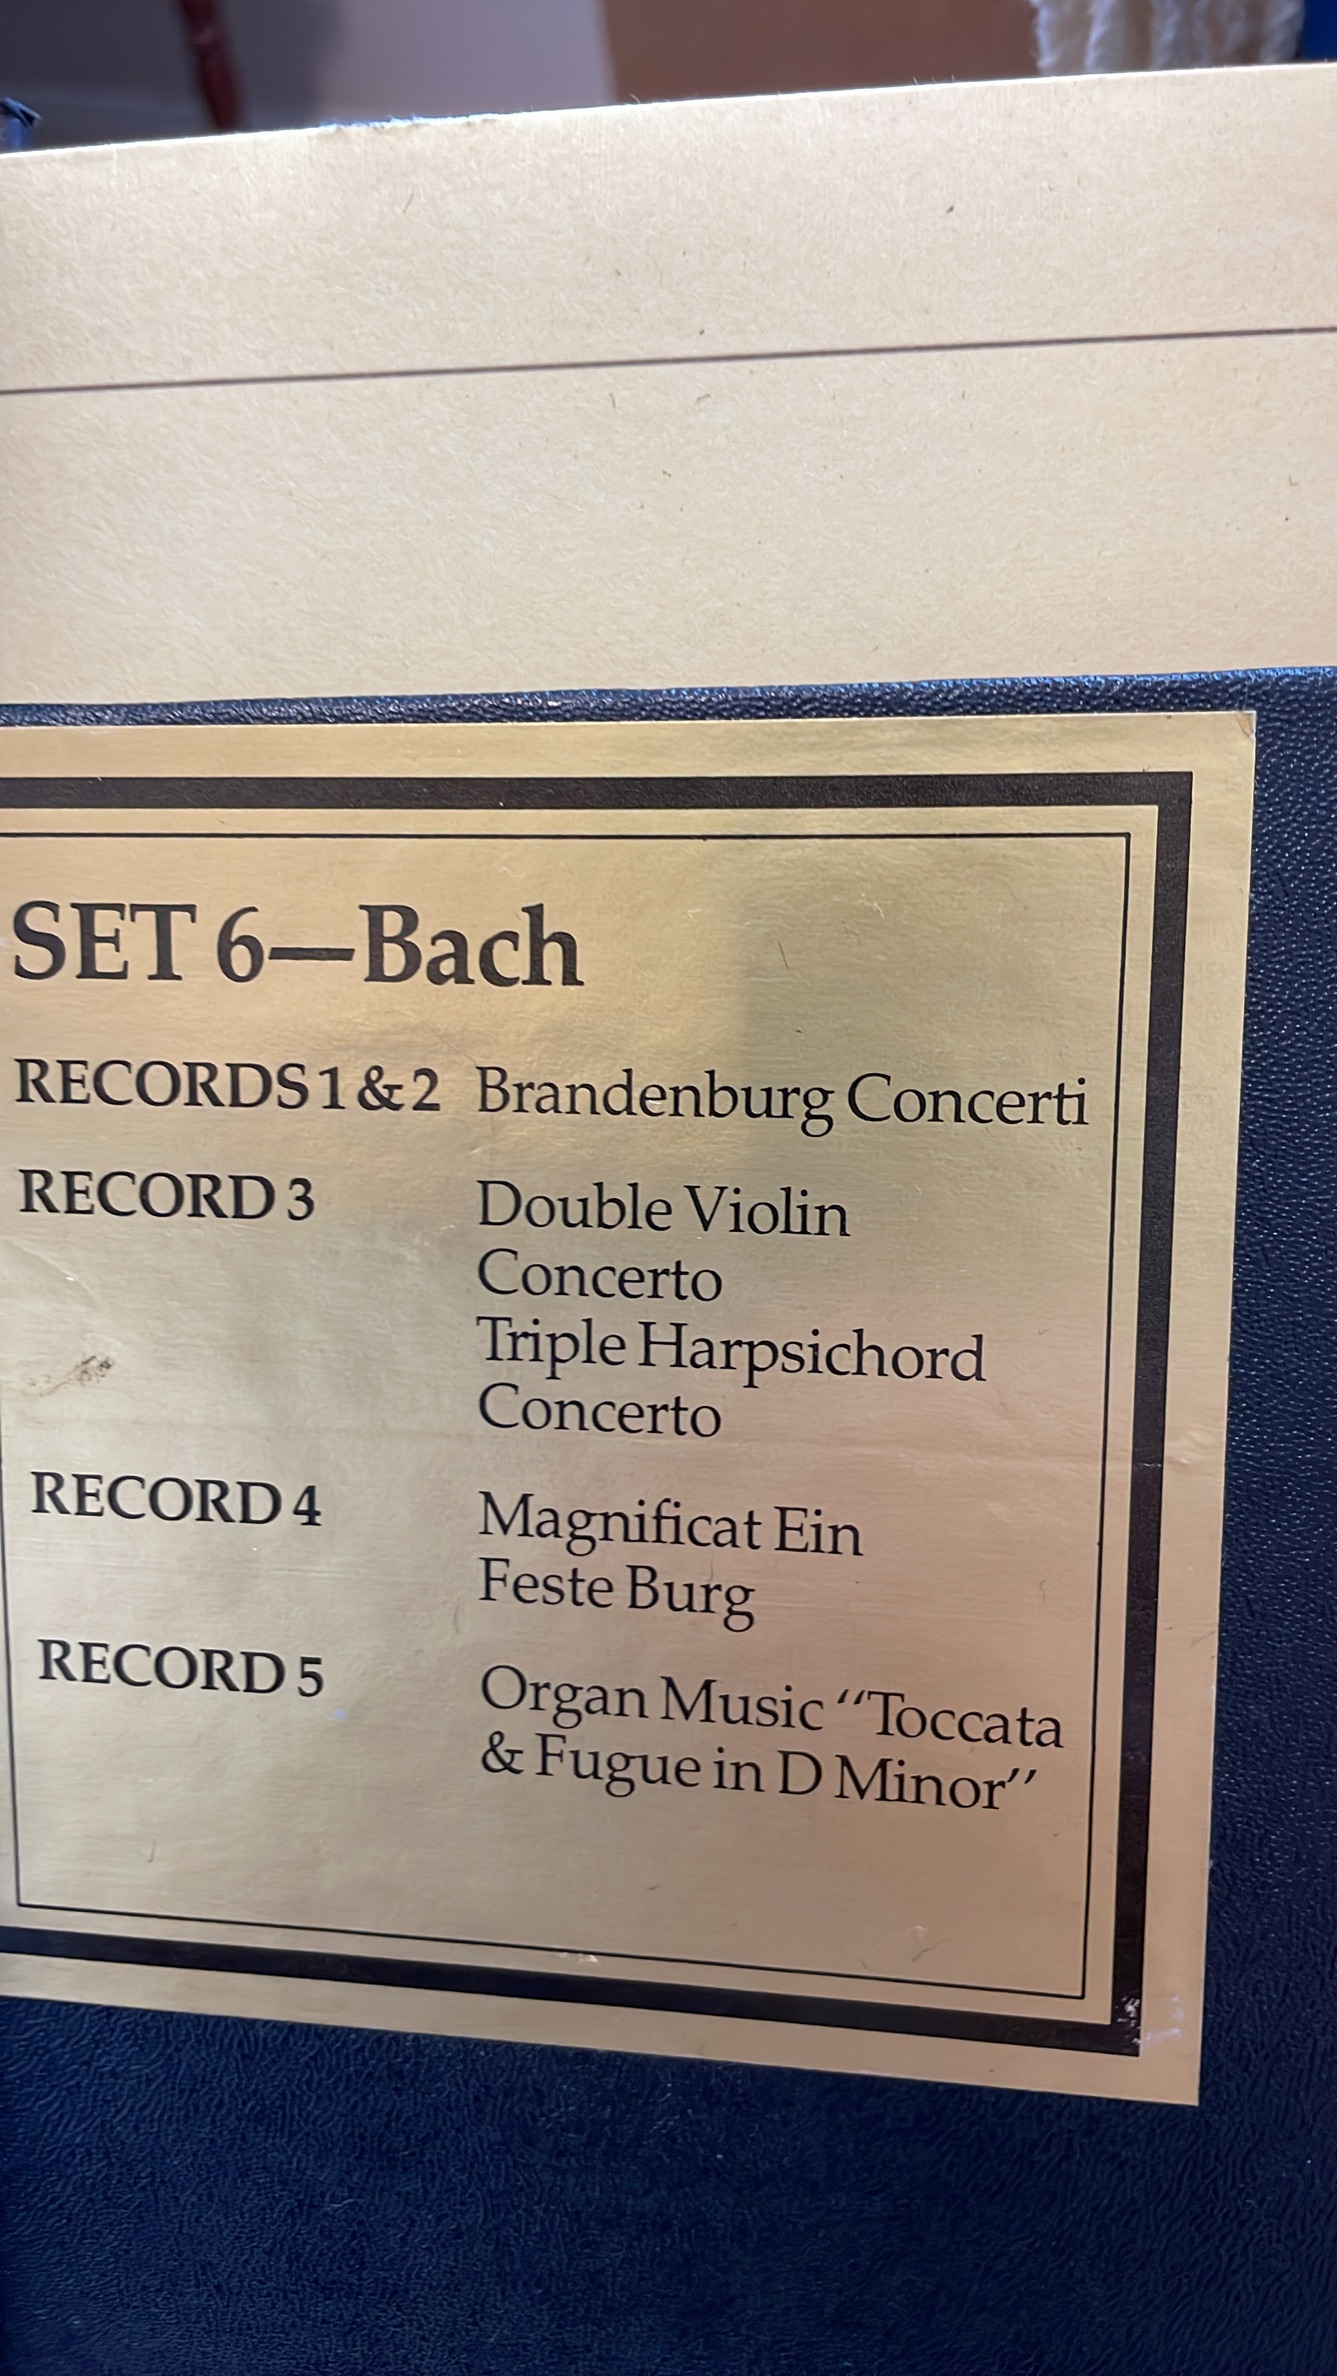 SET 6—Bach
RECORDS 1 & 2 Brandenburg Concerti
RECORD 3 Double Violin
Concerto
Triple Harpsichord
Concerto
RECORD 4 Magnificat Ein
Feste Burg
RECORD 5 Organ Music "Toccata
& Fugue in D Minor"